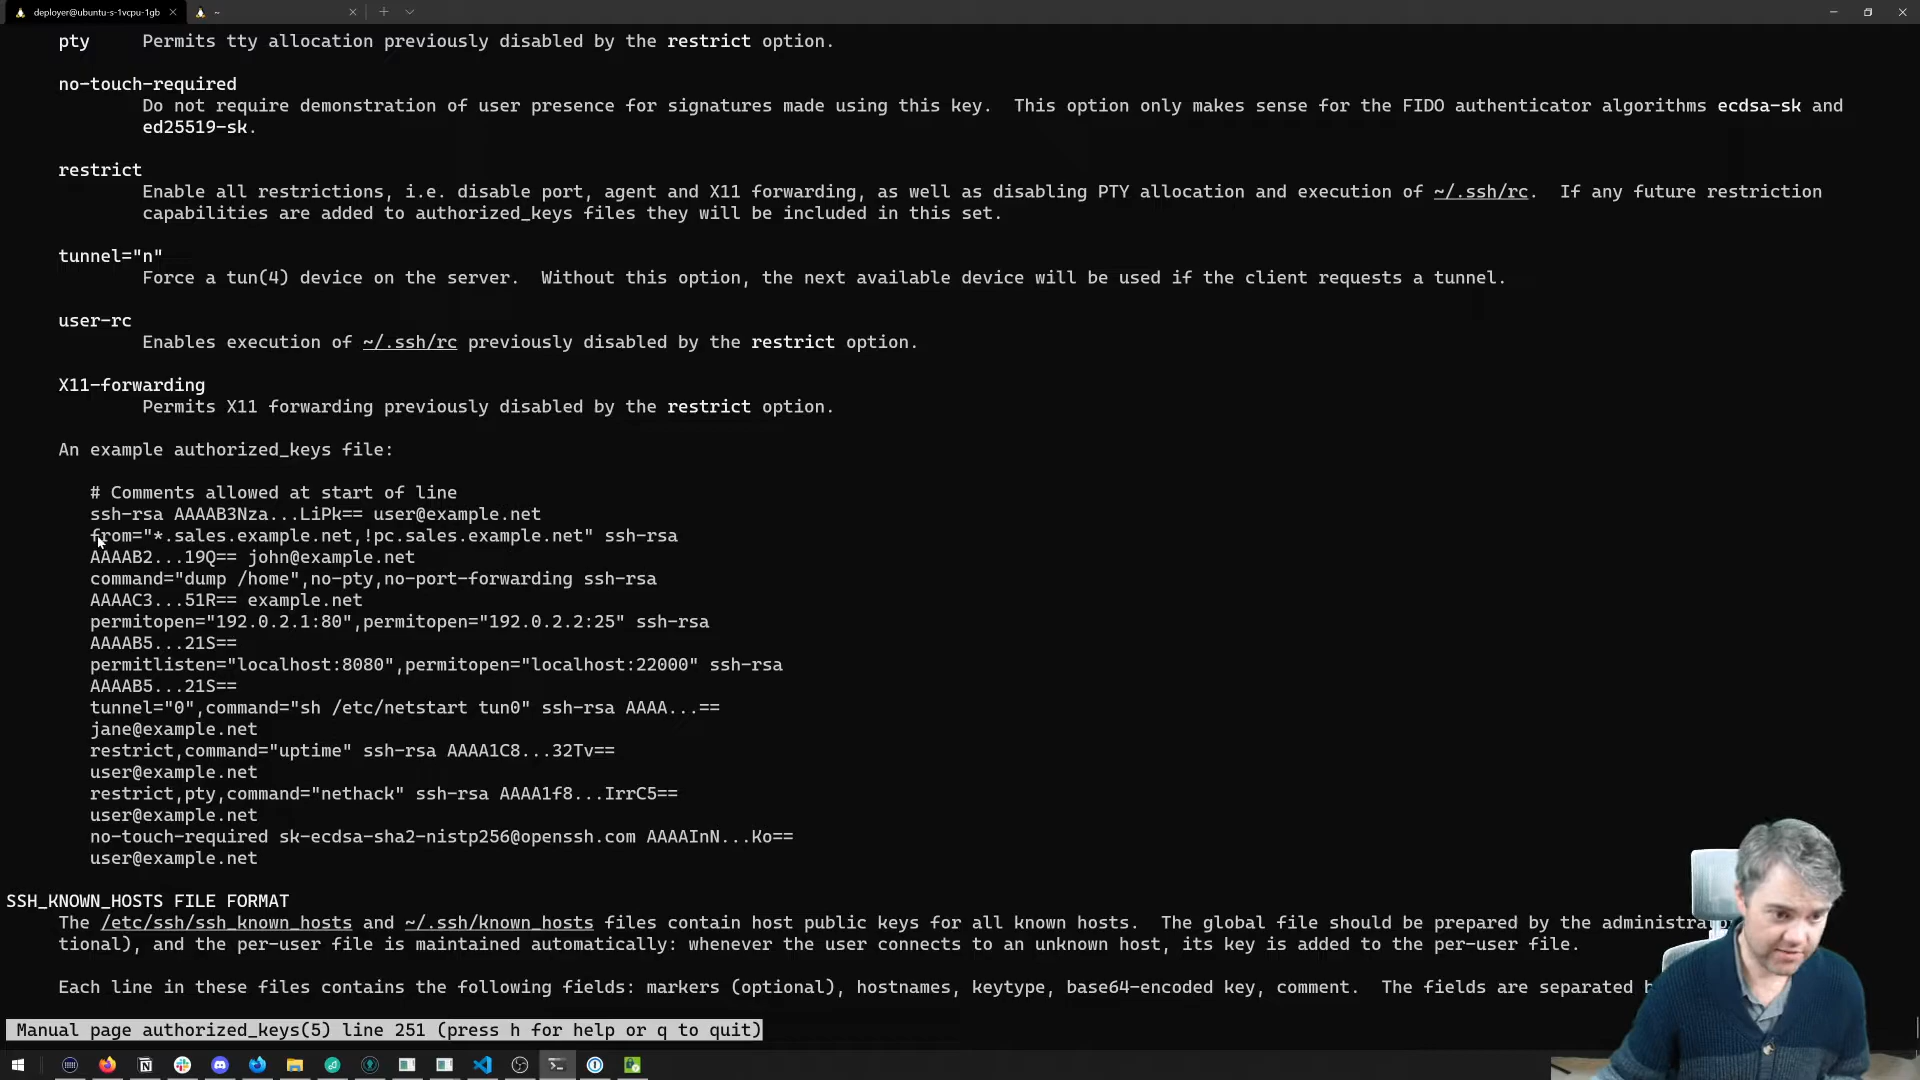 deployer@ubuntu-s-1vcpu-1gb
~
pty Permits tty allocation previously disabled by the restrict option.
no-touch-required
Do not require demonstration of user presence for signatures made using this key. This option only makes sense for the FIDO authenticator algorithms ecdsa-sk and
ed25519-sk.
restrict
Enable all restrictions, i.e. disable port, agent and X11 forwarding, as well as disabling PTY allocation and execution of ~/.ssh/rc. If any future restriction
capabilities are added to authorized_keys files they will be included in this set.
tunnel="n"
Force a tun(4) device on the server. Without this option, the next available device will be used if the client requests a tunnel.
user-rc
Enables execution of ~/.ssh/rc previously disabled by the restrict option.
X11-forwarding
Permits X11 forwarding previously disabled by the restrict option.
An example authorized_keys file:
# Comments allowed at start of line
ssh-rsa AAAAB3Nza...LiPk== user@example.net
from="*.sales.example.net,!pc.sales.example.net" ssh-rsa
AAAAB2...19Q== john@example.net
command="dump /home",no-pty,no-port-forwarding ssh-rsa
AAAAC3...51R== example.net
permitopen="192.0.2.1:80",permitopen="192.0.2.2:25" ssh-rsa
AAAAB5...21S==
permitlisten="localhost:8080",permitopen="localhost:22000" ssh-rsa
AAAAB5...21S==
tunnel="0",command="sh /etc/netstart tun0" ssh-rsa AAAA...==
jane@example.net
restrict,command="uptime" ssh-rsa AAAA1C8...32Tv==
user@example.net
restrict,pty,command="nethack" ssh-rsa AAAA1f8...IrrC5==
user@example.net
no-touch-required sk-ecdsa-sha2-nistp256@openssh.com AAAAInN...Ko==
user@example.net
SSH_KNOWN_HOSTS FILE FORMAT
The /etc/ssh/ssh_known_hosts and ~/.ssh/known_hosts files contain host public keys for all known hosts. The global file should be prepared by the administrat
tional), and the per-user file is maintained automatically: whenever the user connects to an unknown host, its key is added to the per-user file.
Each line in these files contains the following fields: markers (optional), hostnames, keytype, base64-encoded key, comment. The fields are separated
Manual page authorized_keys(5) line 251 (press h for help or q to quit)